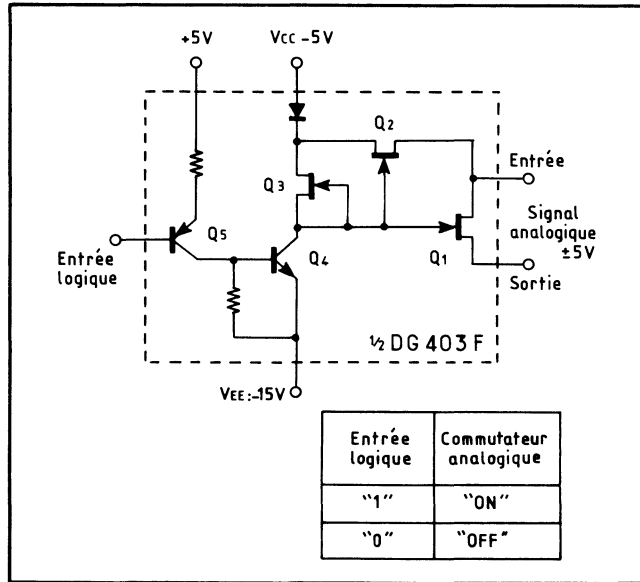 +5V
Vcc -5V
Q2
Entrée
Q3
Signal
analogique
±5V
Q5
Entrée
logique
Q4
Q1
Sortie
½ DG 403 F
VEE:-15V
Entrée
logique
Commutateur
analogique
"1"
"ON"
"0"
"OFF"